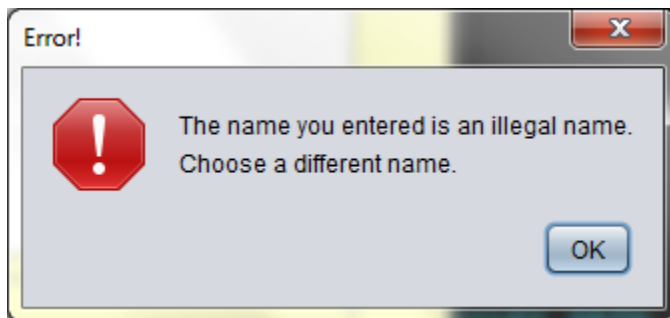 Error!
The name you entered is an illegal name.
Choose a different name.
OK